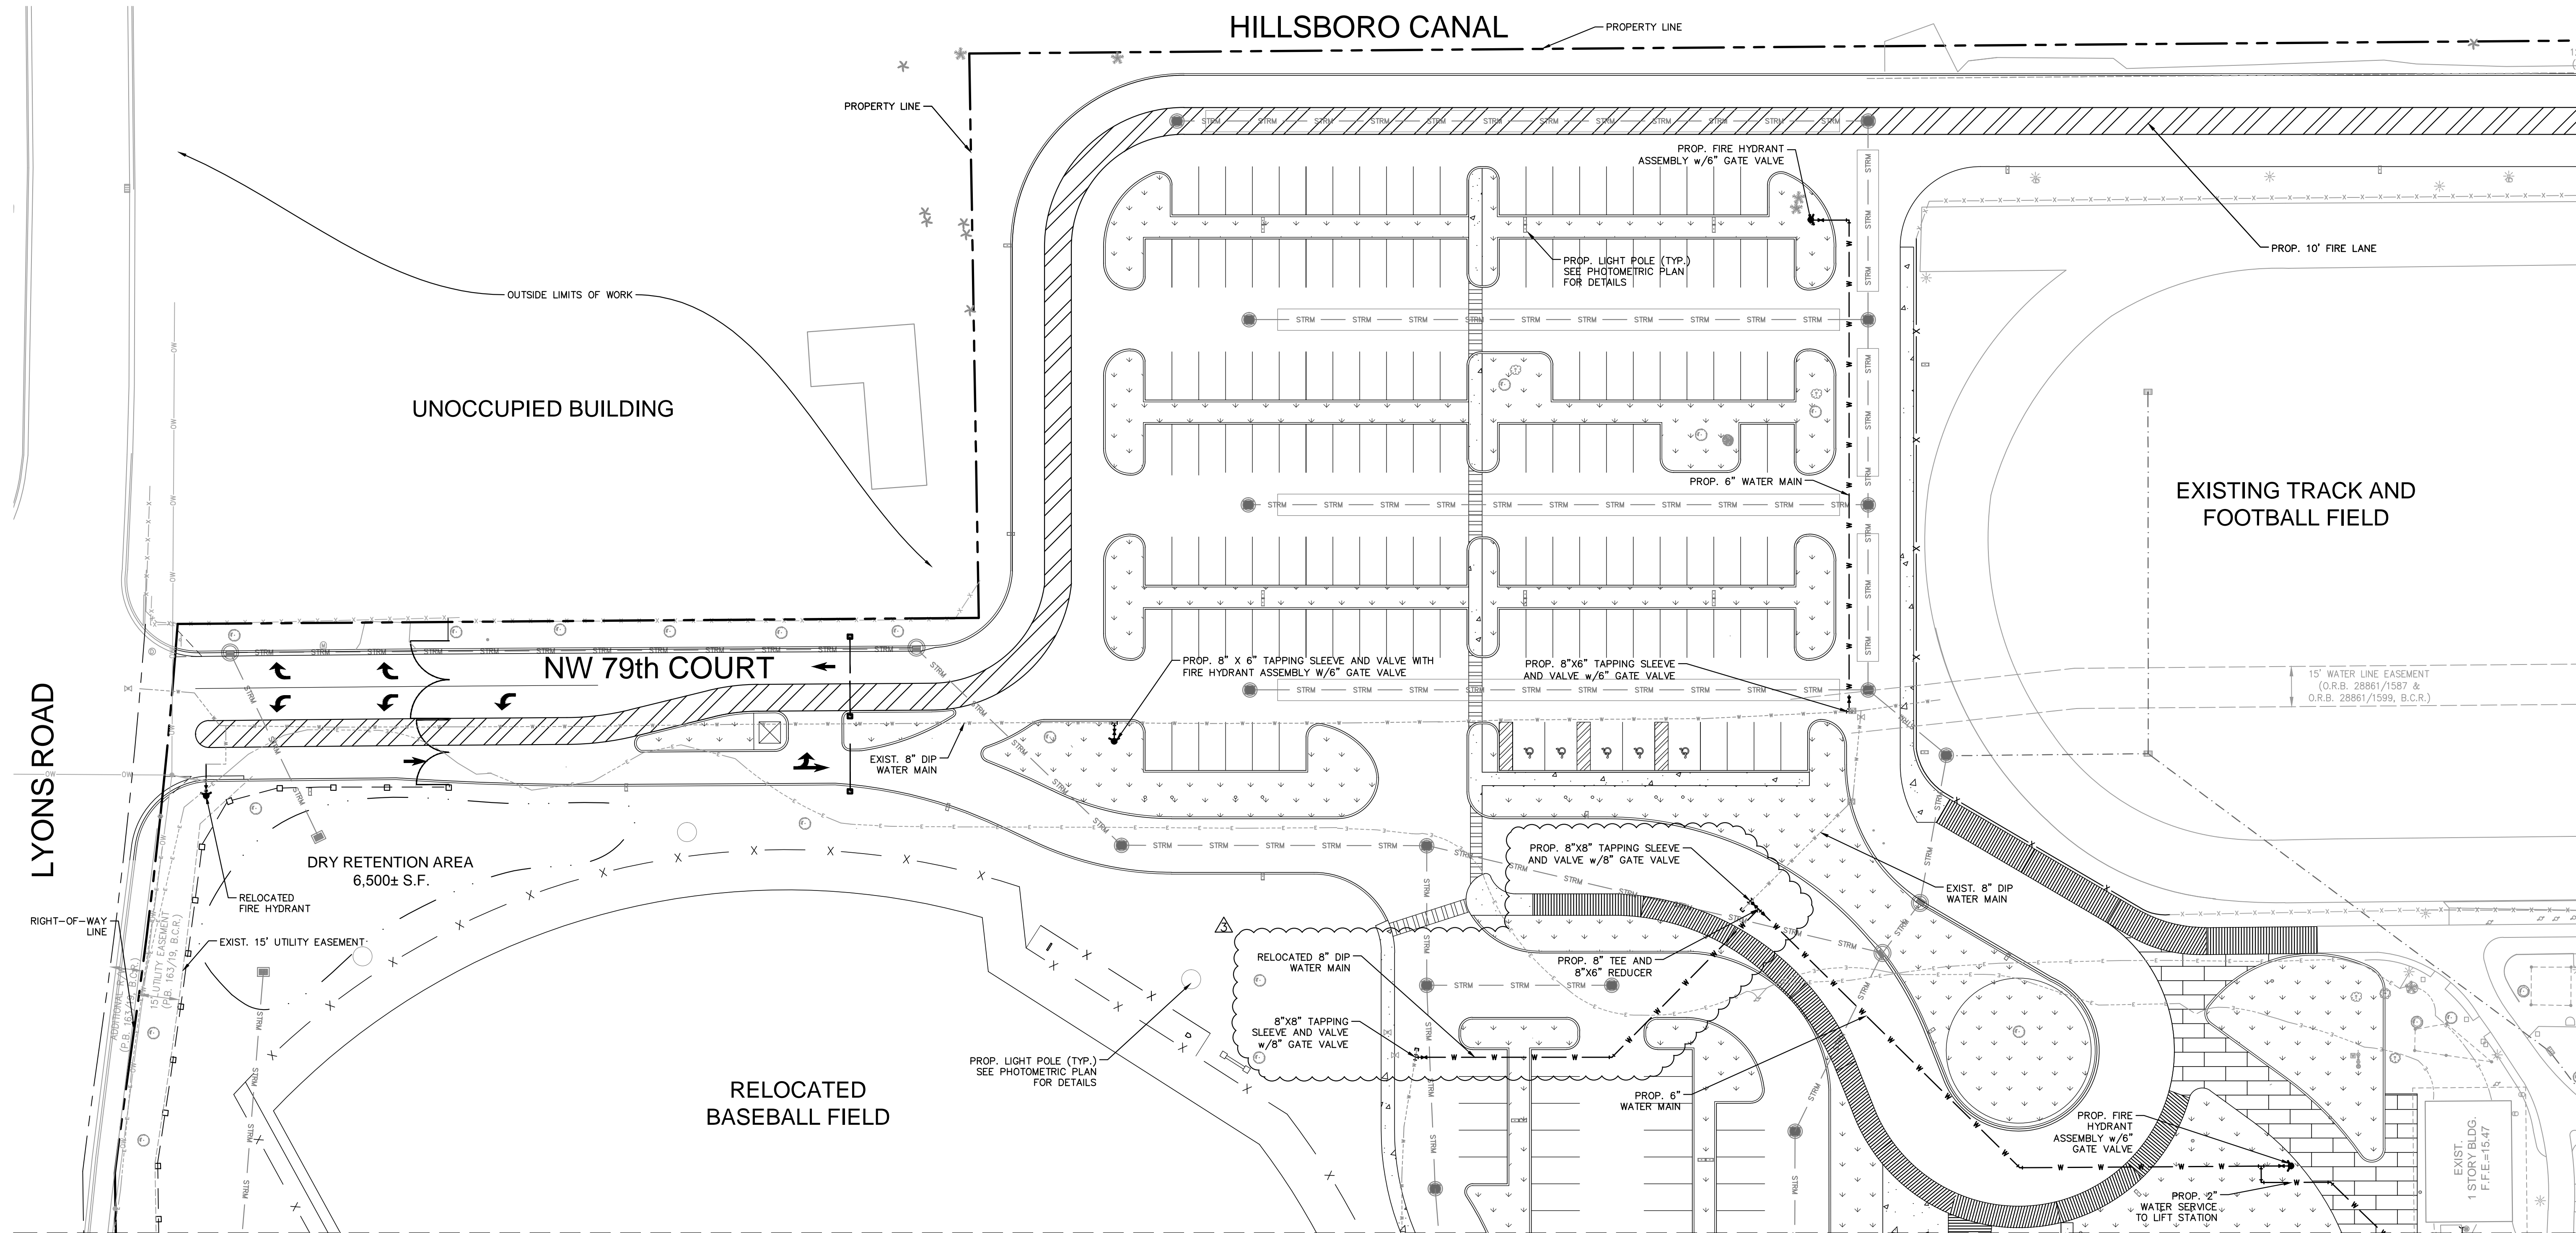 HILLSBORO CANAL
PROPERTY LINE
PROPERTY LINE
PROP. FIRE HYDRANT
ASSEMBLY w/6" GATE VALVE
PROP. 10' FIRE LANE
PROP. LIGHT POLE (TYP.)
SEE PHOTOMETRIC PLAN
FOR DETAILS
OUTSIDE LIMITS OF WORK
UNOCCUPIED BUILDING
PROP. 6" WATER MAIN
EXISTING TRACK AND
FOOTBALL FIELD
NW 79th COURT
PROP. 8" X 6" TAPPING SLEEVE AND VALVE WITH
FIRE HYDRANT ASSEMBLY W/6" GATE VALVE
PROP. 8"X6" TAPPING SLEEVE
AND VALVE w/6" GATE VALVE
15' WATER LINE EASEMENT
(O.R.B. 28861/1587 &
O.R.B. 28861/1599, B.C.R.)
LYONS ROAD
EXIST. 8" DIP
WATER MAIN
DRY RETENTION AREA
6,500± S.F.
RELOCATED
FIRE HYDRANT
RIGHT-OF-WAY
LINE
EXIST. 15' UTILITY EASEMENT
ADDITIONAL R/W
(P.B. 163/19, B.C.R.)
15' UTILITY EASEMENT
(P.B. 163/19, B.C.R.)
PROP. 8"X8" TAPPING SLEEVE
AND VALVE w/8" GATE VALVE
EXIST. 8" DIP
WATER MAIN
3
RELOCATED 8" DIP
WATER MAIN
PROP. 8" TEE AND
8"X6" REDUCER
8"X8" TAPPING
SLEEVE AND VALVE
w/8" GATE VALVE
PROP. LIGHT POLE (TYP.)
SEE PHOTOMETRIC PLAN
FOR DETAILS
RELOCATED
BASEBALL FIELD
PROP. 6"
WATER MAIN
PROP. FIRE
HYDRANT
ASSEMBLY w/6"
GATE VALVE
PROP. 2"
WATER SERVICE
TO LIFT STATION
EXIST.
1 STORY BLDG.
F.F.E.=15.47